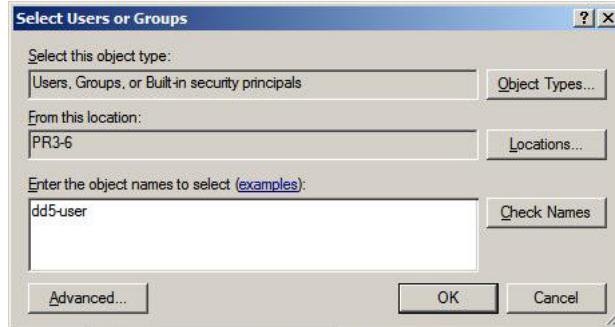 Select Users or Groups
Select this object type:
Users, Groups, or Built-in security principals
Object Types...
From this location:
PR3-6
Locations...
Enter the object names to select (examples):
dd5-user
Check Names
Advanced...
OK
Cancel